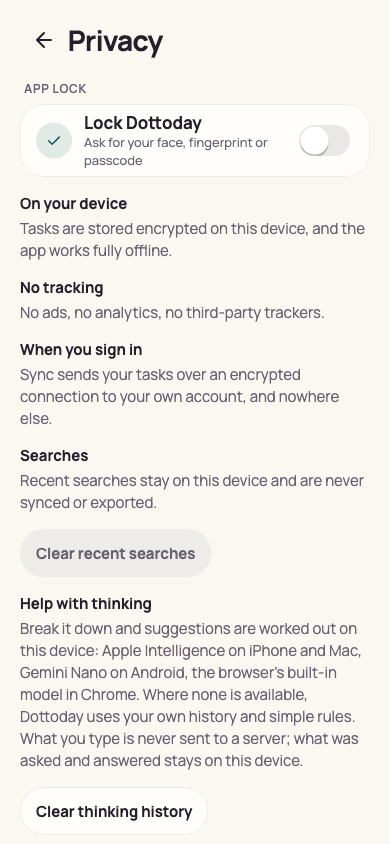 Privacy
APP LOCK
Lock Dottoday
Ask for your face, fingerprint or
passcode
On your device
Tasks are stored encrypted on this device, and the
app works fully offline.
No tracking
No ads, no analytics, no third-party trackers.
When you sign in
Sync sends your tasks over an encrypted
connection to your own account, and nowhere
else.
Searches
Recent searches stay on this device and are never
synced or exported.
Clear recent searches
Help with thinking
Break it down and suggestions are worked out on
this device: Apple Intelligence on iPhone and Mac,
Gemini Nano on Android, the browser's built-in
model in Chrome. Where none is available,
Dottoday uses your own history and simple rules.
What you type is never sent to a server; what was
asked and answered stays on this device.
Clear thinking history